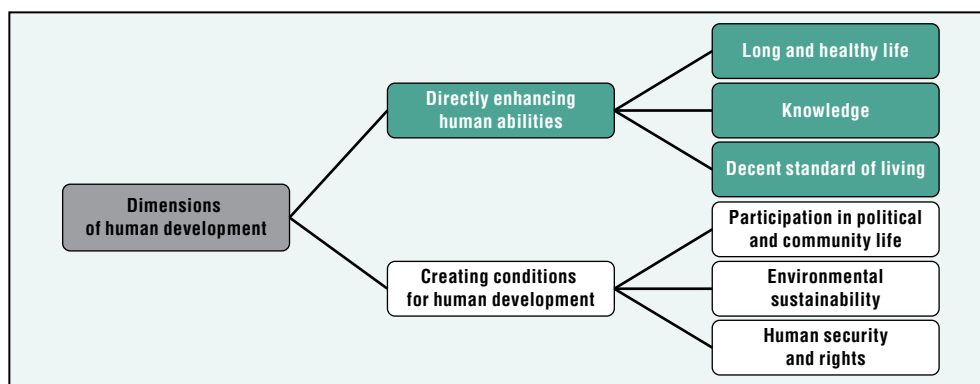 Dimensions
of human development
Directly enhancing
human abilities
Long and healthy life
Knowledge
Decent standard of living
Creating conditions
for human development
Participation in political
and community life
Environmental
sustainability
Human security
and rights